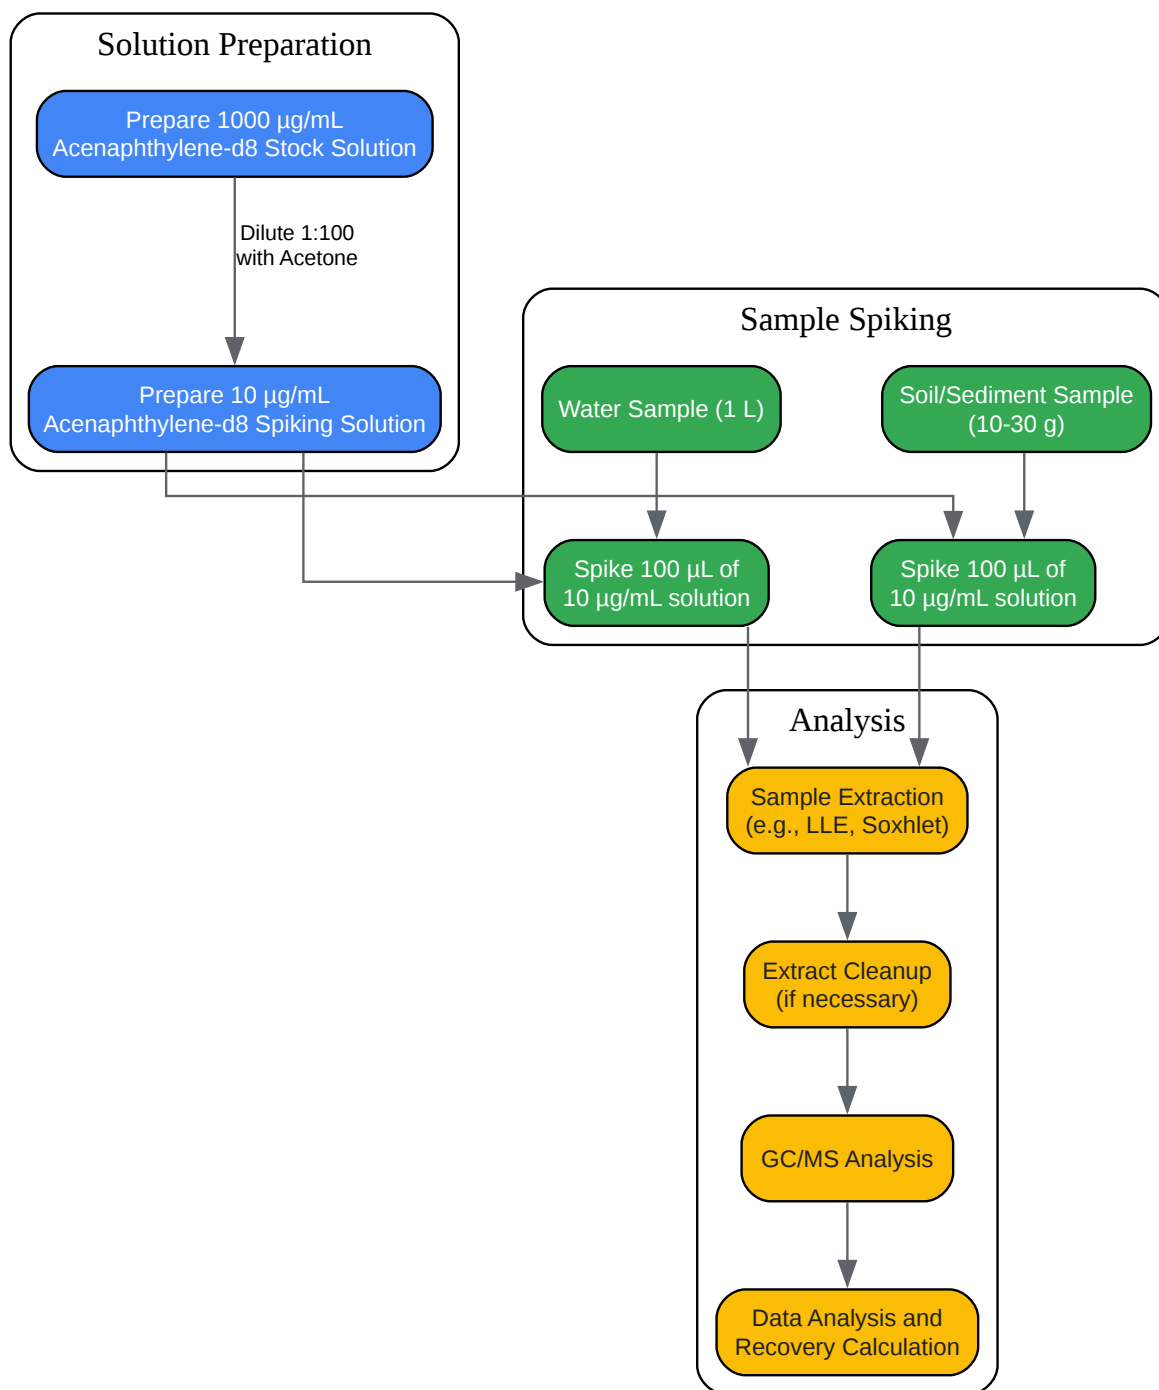 Solution Preparation
Prepare 1000 µg/mL
Acenaphthylene-d8 Stock Solution
Dilute 1:100
with Acetone
Prepare 10 µg/mL
Acenaphthylene-d8 Spiking Solution
Sample Spiking
Water Sample (1 L)
Soil/Sediment Sample
(10-30 g)
Spike 100 µL of
10 µg/mL solution
Spike 100 µL of
10 µg/mL solution
Analysis
Sample Extraction
(e.g., LLE, Soxhlet)
Extract Cleanup
(if necessary)
GC/MS Analysis
Data Analysis and
Recovery Calculation